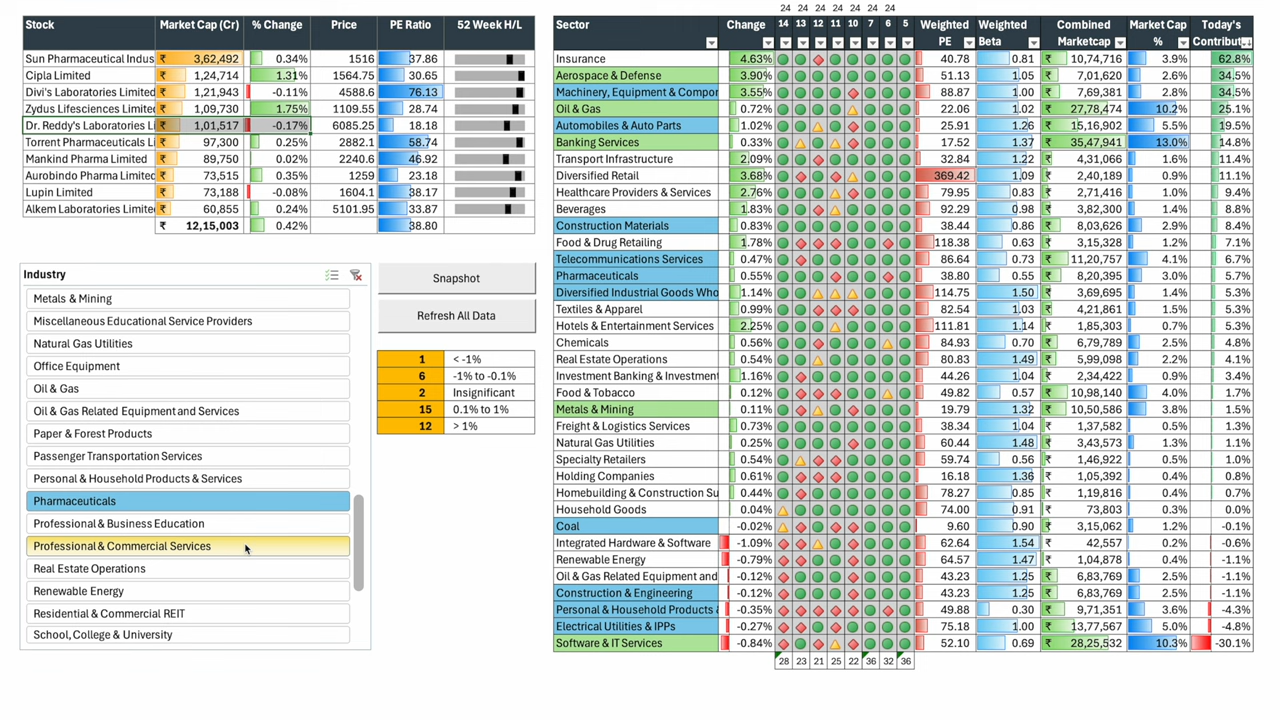 Stock Market Cap (Cr) % Change Price PE Ratio 52 Week H/L
Sun Pharmaceutical Indus ₹ 3,62,492 0.34% 1516 37.86
Cipla Limited ₹ 1,24,714 1.31% 1564.75 30.65
Divi's Laboratories Limited ₹ 1,21,943 -0.11% 4588.6 76.13
Zydus Lifesciences Limited ₹ 1,09,730 1.75% 1109.55 28.74
Dr. Reddy's Laboratories Li ₹ 1,01,517 -0.17% 6085.25 18.18
Torrent Pharmaceuticals L ₹ 97,300 0.25% 2882.1 58.74
Mankind Pharma Limited ₹ 89,750 0.02% 2240.6 46.92
Aurobindo Pharma Limited ₹ 73,515 0.35% 1259 23.18
Lupin Limited ₹ 73,188 -0.08% 1604.1 38.17
Alkem Laboratories Limited ₹ 60,855 0.24% 5101.95 33.87
₹ 12,15,003 0.42% 38.80
Industry
Metals & Mining
Miscellaneous Educational Service Providers
Natural Gas Utilities
Office Equipment
Oil & Gas
Oil & Gas Related Equipment and Services
Paper & Forest Products
Passenger Transportation Services
Personal & Household Products & Services
Pharmaceuticals
Professional & Business Education
Professional & Commercial Services
Real Estate Operations
Renewable Energy
Residential & Commercial REIT
School, College & University
Snapshot
Refresh All Data
1 < -1%
6 -1% to -0.1%
2 Insignificant
15 0.1% to 1%
12 > 1%
24 24 24 24 24 24 24
Sector Change 14 13 12 11 10 7 6 5 Weighted Weighted Combined Market Cap Today's
PE Beta Marketcap % Contribut
Insurance 4.63% 40.78 0.81 ₹ 10,74,716 3.9% 62.8%
Aerospace & Defense 3.90% 51.13 1.05 ₹ 7,01,620 2.6% 34.5%
Machinery, Equipment & Compor 3.55% 88.87 1.00 ₹ 7,69,381 2.8% 34.5%
Oil & Gas 0.72% 22.06 1.02 ₹ 27,78,474 10.2% 25.1%
Automobiles & Auto Parts 1.02% 25.91 1.26 ₹ 15,16,902 5.5% 19.5%
Banking Services 0.33% 17.52 1.37 ₹ 35,47,941 13.0% 14.8%
Transport Infrastructure 2.09% 32.84 1.22 ₹ 4,31,066 1.6% 11.4%
Diversified Retail 3.68% 369.42 1.09 ₹ 2,40,189 0.9% 11.1%
Healthcare Providers & Services 2.76% 79.95 0.83 ₹ 2,71,416 1.0% 9.4%
Beverages 1.83% 92.29 0.98 ₹ 3,82,300 1.4% 8.8%
Construction Materials 0.83% 38.44 0.86 ₹ 8,03,626 2.9% 8.4%
Food & Drug Retailing 1.78% 118.38 0.63 ₹ 3,15,328 1.2% 7.1%
Telecommunications Services 0.47% 86.64 0.73 ₹ 11,20,757 4.1% 6.7%
Pharmaceuticals 0.55% 38.80 0.55 ₹ 8,20,395 3.0% 5.7%
Diversified Industrial Goods Who 1.14% 114.75 1.50 ₹ 3,69,695 1.4% 5.7%
Textiles & Apparel 0.99% 82.54 1.03 ₹ 4,21,861 1.5% 5.3%
Hotels & Entertainment Services 2.25% 111.81 1.14 ₹ 1,85,303 0.7% 5.3%
Chemicals 0.56% 84.93 0.70 ₹ 6,79,789 2.5% 4.8%
Real Estate Operations 0.54% 80.83 1.49 ₹ 5,99,098 2.2% 4.1%
Investment Banking & Investment 1.16% 44.26 1.04 ₹ 2,34,422 0.9% 3.4%
Food & Tobacco 0.12% 49.82 0.57 ₹ 10,98,140 4.0% 1.7%
Metals & Mining 0.11% 19.79 1.32 ₹ 10,50,586 3.8% 1.5%
Freight & Logistics Services 0.73% 38.34 1.04 ₹ 1,37,582 0.5% 1.3%
Natural Gas Utilities 0.25% 60.44 1.48 ₹ 3,43,573 1.3% 1.1%
Specialty Retailers 0.54% 59.74 0.56 ₹ 1,46,922 0.5% 1.0%
Holding Companies 0.61% 16.18 1.36 ₹ 1,05,392 0.4% 0.8%
Homebuilding & Construction Su 0.44% 78.27 0.85 ₹ 1,19,816 0.4% 0.7%
Household Goods 0.04% 74.00 0.91 ₹ 73,803 0.3% 0.0%
Coal -0.02% 9.60 0.90 ₹ 3,15,062 1.2% -0.1%
Integrated Hardware & Software -1.09% 62.64 1.54 ₹ 42,557 0.2% -0.6%
Renewable Energy -0.79% 64.57 1.47 ₹ 1,04,878 0.4% -1.1%
Oil & Gas Related Equipment and -0.12% 43.23 1.25 ₹ 6,83,769 2.5% -1.1%
Construction & Engineering -0.12% 43.23 1.25 ₹ 6,83,769 2.5% -1.1%
Personal & Household Products & -0.35% 49.88 0.30 ₹ 9,71,351 3.6% -4.3%
Electrical Utilities & IPPs -0.27% 75.18 1.00 ₹ 13,77,567 5.0% -4.8%
Software & IT Services -0.84% 52.10 0.69 ₹ 28,25,532 10.3% -30.1%
28 23 21 25 22 36 32 36